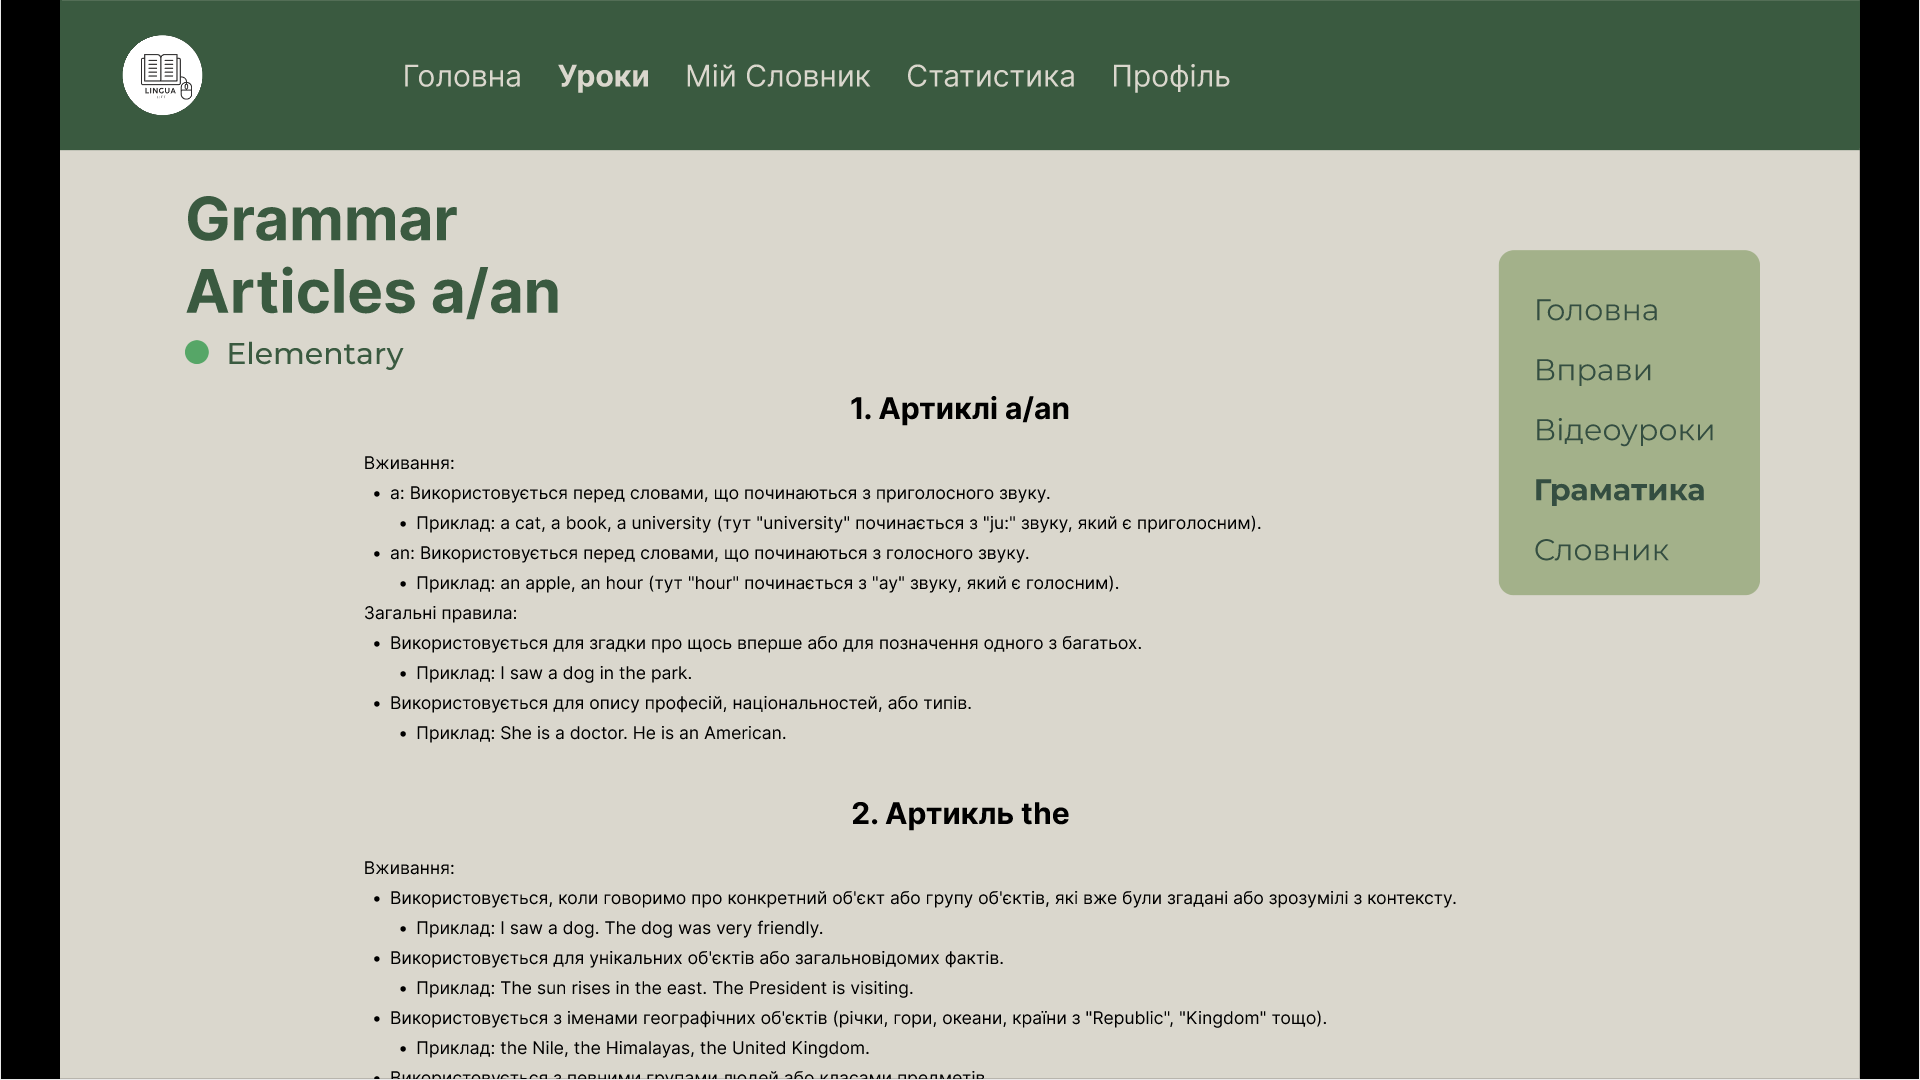 LINGUA
Головна Уроки Мій Словник Статистика Профіль
Grammar
Articles a/an
Elementary
Головна
Вправи
Відеоуроки
Граматика
Словник
1. Артиклі a/an
Вживання:
• a: Використовується перед словами, що починаються з приголосного звуку.
• Приклад: a cat, a book, a university (тут "university" починається з "ju:" звуку, який є приголосним).
• an: Використовується перед словами, що починаються з голосного звуку.
• Приклад: an apple, an hour (тут "hour" починається з "ау" звуку, який є голосним).
Загальні правила:
• Використовується для згадки про щось вперше або для позначення одного з багатьох.
• Приклад: I saw a dog in the park.
• Використовується для опису професій, національностей, або типів.
• Приклад: She is a doctor. He is an American.
2. Артикль the
Вживання:
• Використовується, коли говоримо про конкретний об'єкт або групу об'єктів, які вже були згадані або зрозумілі з контексту.
• Приклад: I saw a dog. The dog was very friendly.
• Використовується для унікальних об'єктів або загальновідомих фактів.
• Приклад: The sun rises in the east. The President is visiting.
• Використовується з іменами географічних об'єктів (річки, гори, океани, країни з "Republic", "Kingdom" тощо).
• Приклад: the Nile, the Himalayas, the United Kingdom.
• Використовується з певними групами людей або класами предметів.